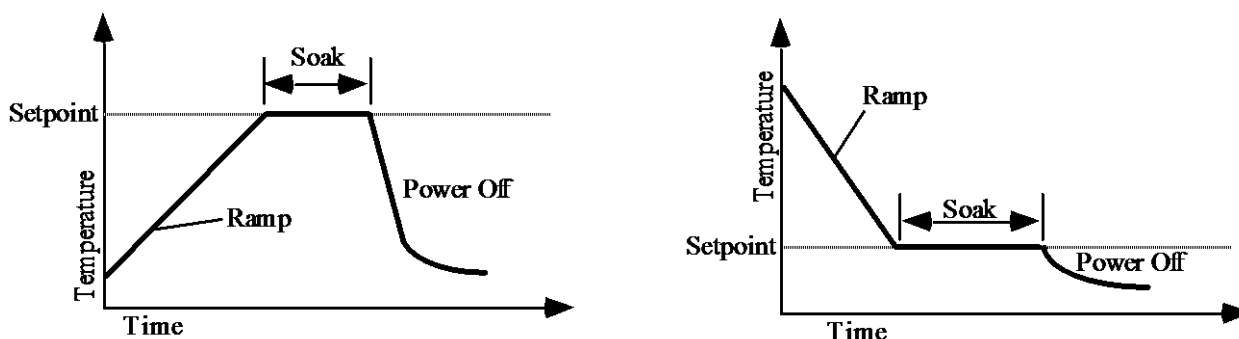 Soak
Setpoint
Temperature
Ramp
Power Off
Time
Temperature
Ramp
Soak
Setpoint
Power Off
Time